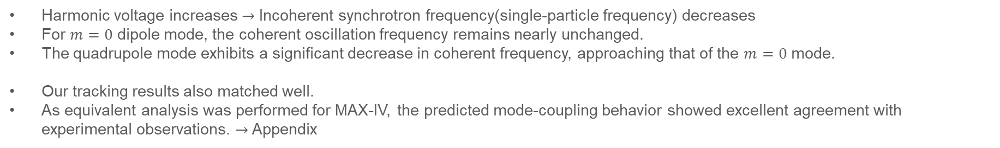 • Harmonic voltage increases → Incoherent synchrotron frequency(single-particle frequency) decreases
• For m = 0 dipole mode, the coherent oscillation frequency remains nearly unchanged.
• The quadrupole mode exhibits a significant decrease in coherent frequency, approaching that of the m = 0 mode.
• Our tracking results also matched well.
• As equivalent analysis was performed for MAX-IV, the predicted mode-coupling behavior showed excellent agreement with
experimental observations. → Appendix